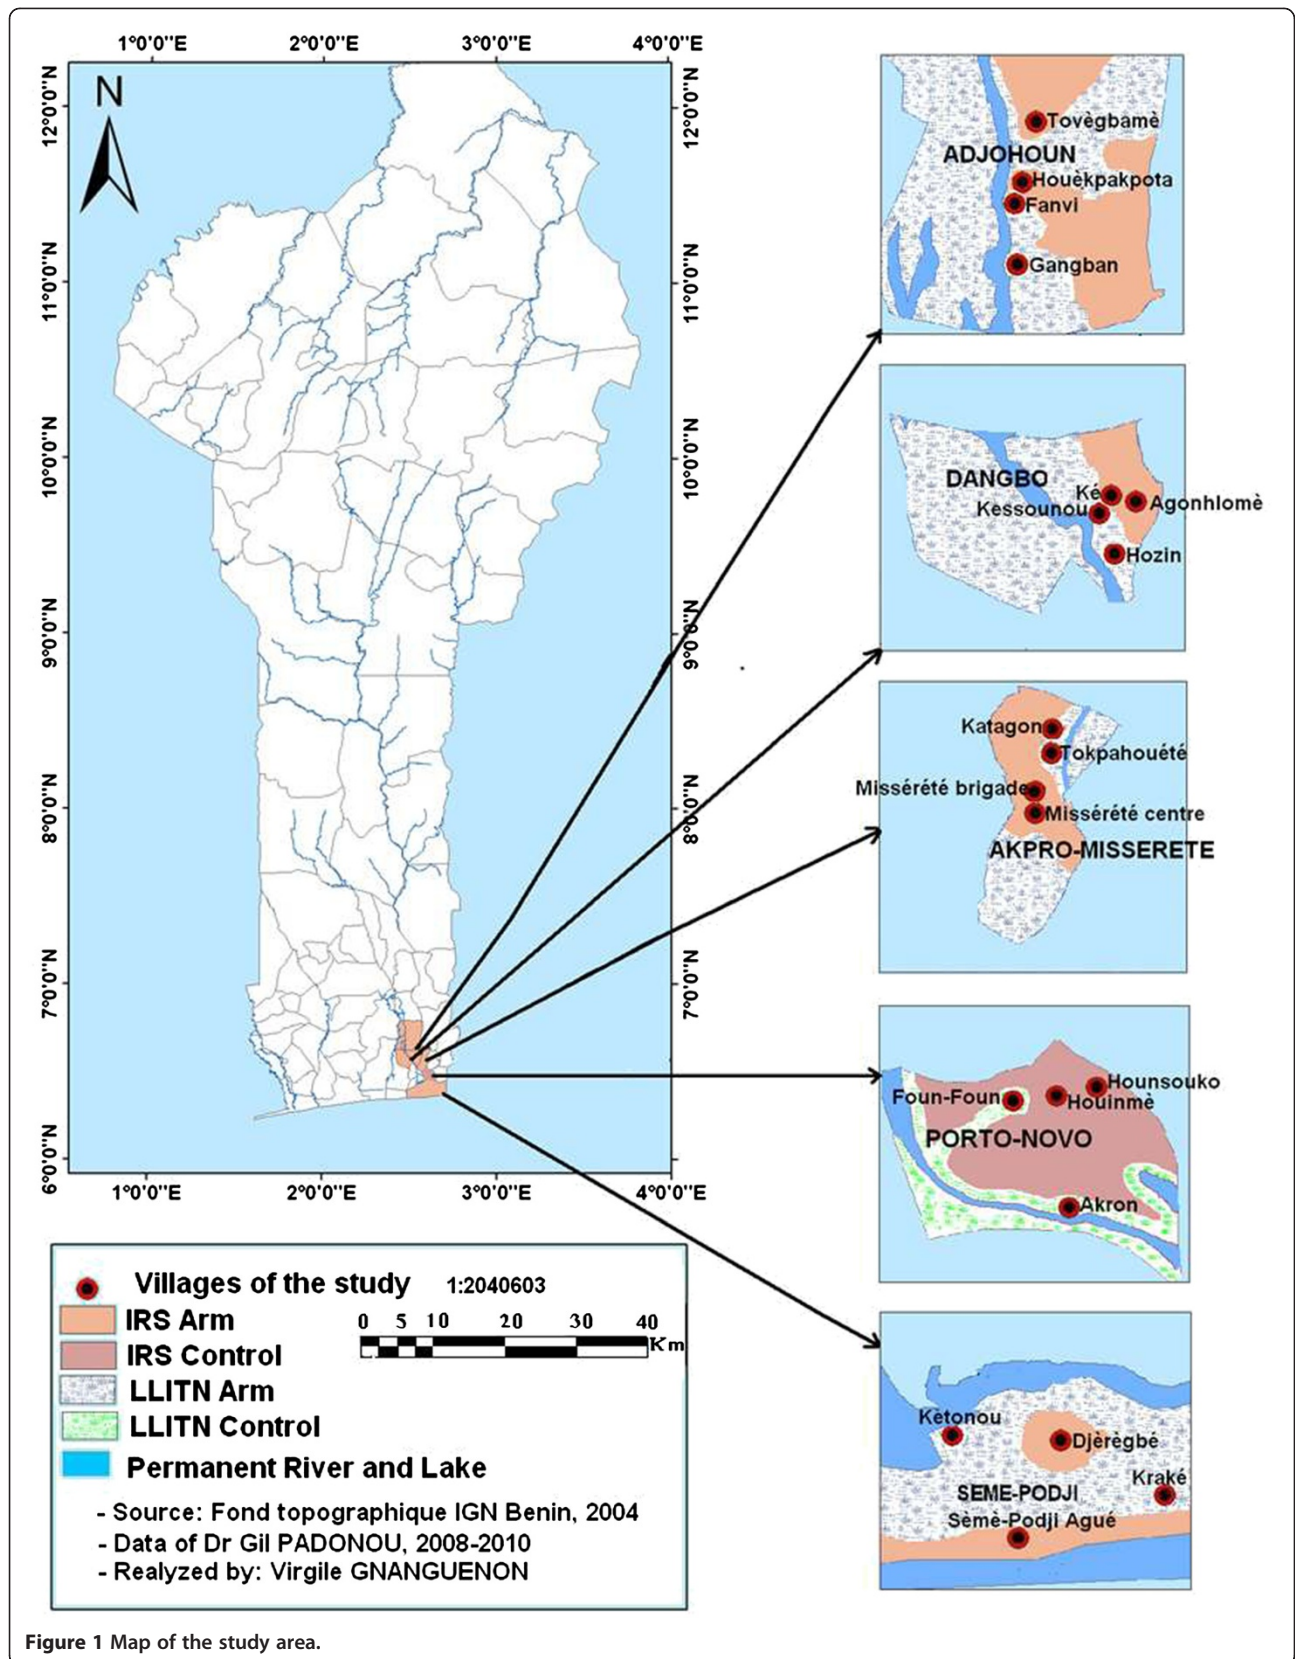 1°0'0"E 2°0'0"E 3°0'0"E 4°0'0"E
N
12°0'0"N
11°0'0"N
10°0'0"N
9°0'0"N
8°0'0"N
7°0'0"N
6°0'0"N
12°0'0"N
11°0'0"N
10°0'0"N
9°0'0"N
8°0'0"N
7°0'0"N
1°0'0"E 2°0'0"E 3°0'0"E 4°0'0"E
Tovègbamè
ADJOHOUN
Houèkpakpota
Fanvi
Gangban
DANGBO
Ké
Agonhlomè
Kessounou
Hozin
Katagon
Tokpahouété
Missérété brigade
Missérété centre
AKPRO-MISSERETE
Hounsouko
Foun-Foun
Houinmè
PORTO-NOVO
Akron
Kètonou
Djèrègbé
Kraké
SEME-PODJI
Sèmè-Podji Agué
Villages of the study 1:2040603
IRS Arm
0 5 10 20 30 40
Km
IRS Control
LLITN Arm
LLITN Control
Permanent River and Lake
- Source: Fond topographique IGN Benin, 2004
- Data of Dr Gil PADONOU, 2008-2010
- Realyzed by: Virgile GNANGUENON
Figure 1 Map of the study area.